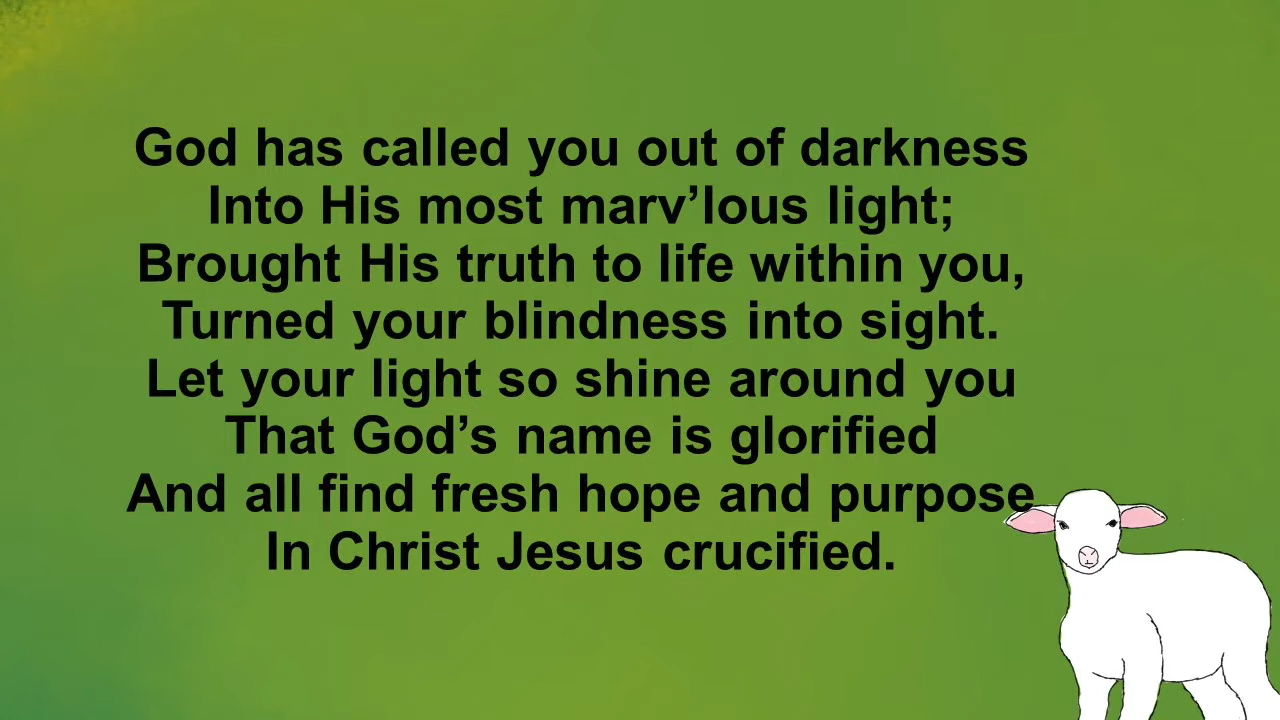 God has called you out of darkness
Into His most marv’lous light;
Brought His truth to life within you,
Turned your blindness into sight.
Let your light so shine around you
That God’s name is glorified
And all find fresh hope and purpose
In Christ Jesus crucified.